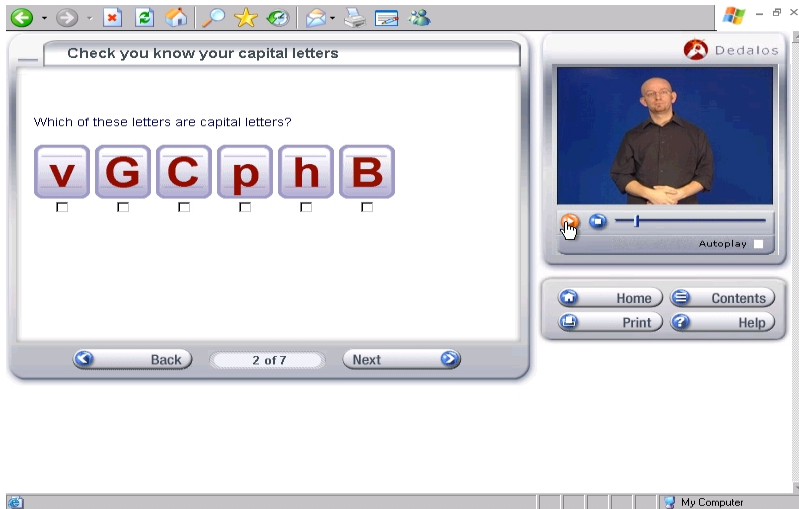 Check you know your capital letters
Which of these letters are capital letters?
v G C p h B
Back
2 of 7
Next
Dedalos
Autoplay
Home
Contents
Print
Help
My Computer